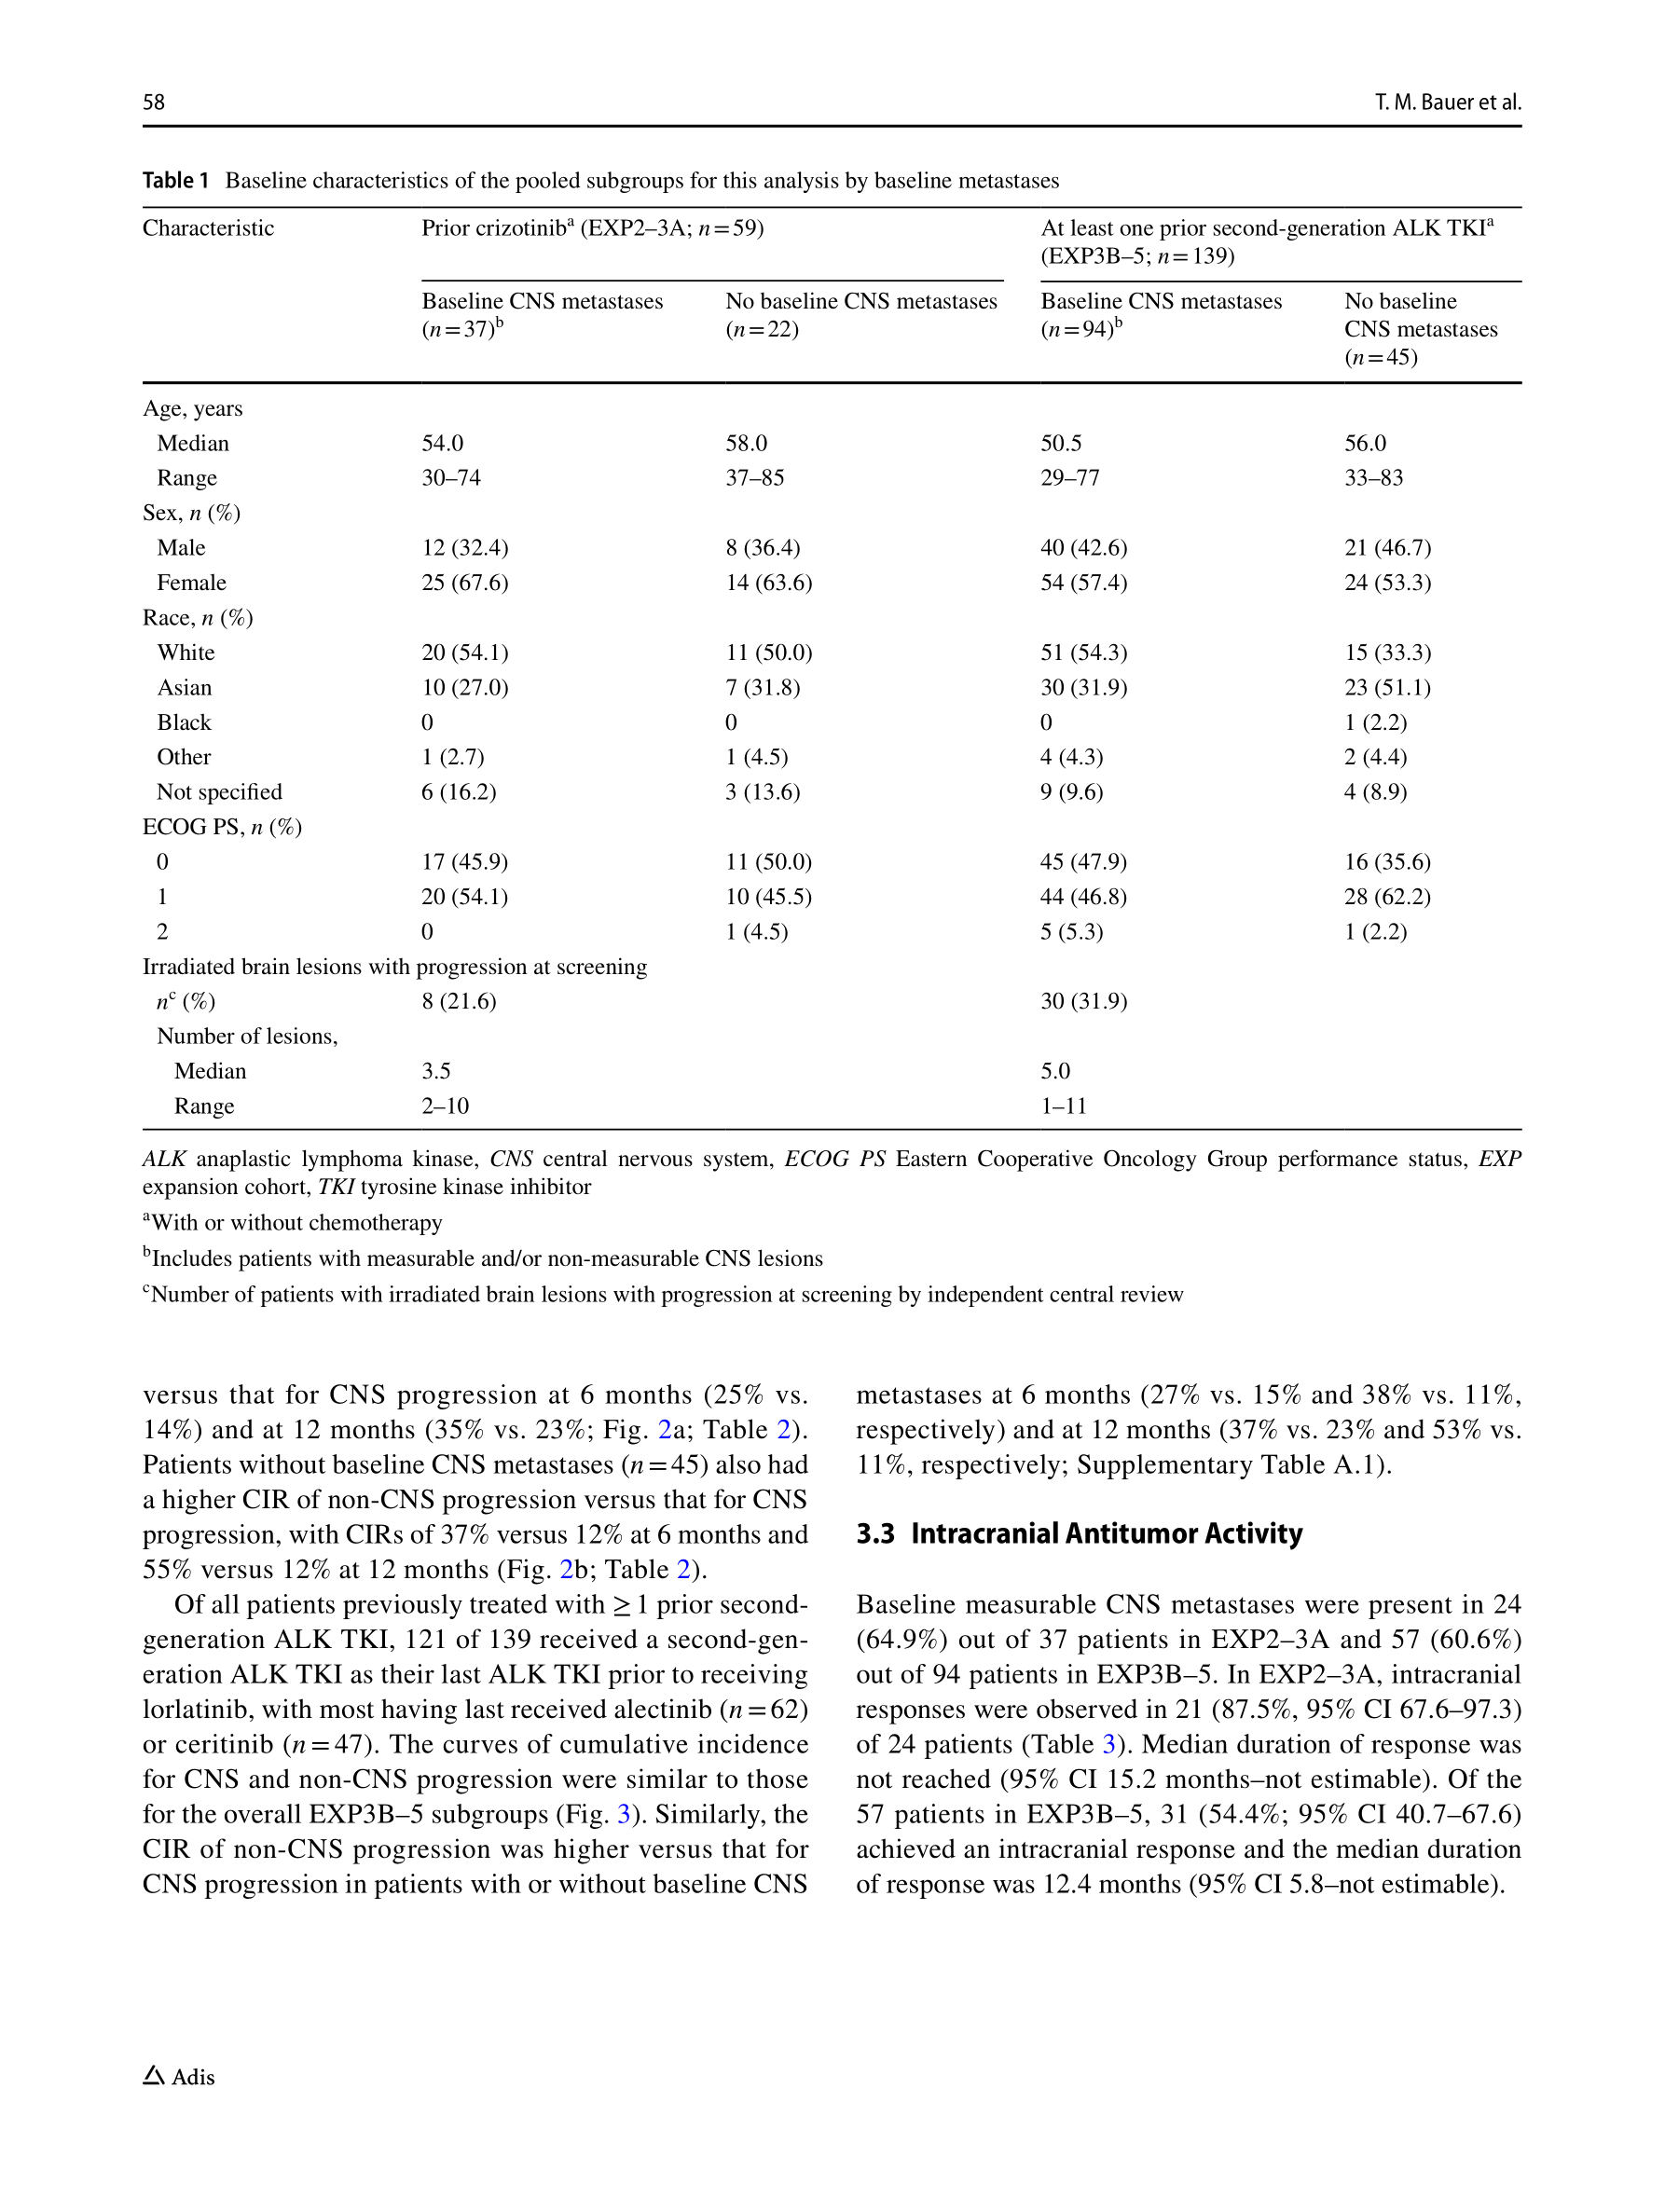 58
T. M. Bauer et al.
Table 1 Baseline characteristics of the pooled subgroups for this analysis by baseline metastases
Characteristic Prior crizotinibᵃ (EXP2–3A; n=59) At least one prior second-generation ALK TKIᵃ
(EXP3B–5; n=139)
Baseline CNS metastases No baseline CNS metastases Baseline CNS metastases No baseline
(n=37)ᵇ (n=22) (n=94)ᵇ CNS metastases
(n=45)
Age, years
Median 54.0 58.0 50.5 56.0
Range 30–74 37–85 29–77 33–83
Sex, n (%)
Male 12 (32.4) 8 (36.4) 40 (42.6) 21 (46.7)
Female 25 (67.6) 14 (63.6) 54 (57.4) 24 (53.3)
Race, n (%)
White 20 (54.1) 11 (50.0) 51 (54.3) 15 (33.3)
Asian 10 (27.0) 7 (31.8) 30 (31.9) 23 (51.1)
Black 0 0 0 1 (2.2)
Other 1 (2.7) 1 (4.5) 4 (4.3) 2 (4.4)
Not specified 6 (16.2) 3 (13.6) 9 (9.6) 4 (8.9)
ECOG PS, n (%)
0 17 (45.9) 11 (50.0) 45 (47.9) 16 (35.6)
1 20 (54.1) 10 (45.5) 44 (46.8) 28 (62.2)
2 0 1 (4.5) 5 (5.3) 1 (2.2)
Irradiated brain lesions with progression at screening
nᶜ (%) 8 (21.6) 30 (31.9)
Number of lesions,
Median 3.5 5.0
Range 2–10 1–11
ALK anaplastic lymphoma kinase, CNS central nervous system, ECOG PS Eastern Cooperative Oncology Group performance status, EXP
expansion cohort, TKI tyrosine kinase inhibitor
ᵃWith or without chemotherapy
ᵇIncludes patients with measurable and/or non-measurable CNS lesions
ᶜNumber of patients with irradiated brain lesions with progression at screening by independent central review
versus that for CNS progression at 6 months (25% vs.
14%) and at 12 months (35% vs. 23%; Fig. 2a; Table 2).
Patients without baseline CNS metastases (n=45) also had
a higher CIR of non-CNS progression versus that for CNS
progression, with CIRs of 37% versus 12% at 6 months and
55% versus 12% at 12 months (Fig. 2b; Table 2).
Of all patients previously treated with ≥1 prior second-
generation ALK TKI, 121 of 139 received a second-gen-
eration ALK TKI as their last ALK TKI prior to receiving
lorlatinib, with most having last received alectinib (n=62)
or ceritinib (n=47). The curves of cumulative incidence
for CNS and non-CNS progression were similar to those
for the overall EXP3B–5 subgroups (Fig. 3). Similarly, the
CIR of non-CNS progression was higher versus that for
CNS progression in patients with or without baseline CNS
metastases at 6 months (27% vs. 15% and 38% vs. 11%,
respectively) and at 12 months (37% vs. 23% and 53% vs.
11%, respectively; Supplementary Table A.1).
3.3 Intracranial Antitumor Activity
Baseline measurable CNS metastases were present in 24
(64.9%) out of 37 patients in EXP2–3A and 57 (60.6%)
out of 94 patients in EXP3B–5. In EXP2–3A, intracranial
responses were observed in 21 (87.5%, 95% CI 67.6–97.3)
of 24 patients (Table 3). Median duration of response was
not reached (95% CI 15.2 months–not estimable). Of the
57 patients in EXP3B–5, 31 (54.4%; 95% CI 40.7–67.6)
achieved an intracranial response and the median duration
of response was 12.4 months (95% CI 5.8–not estimable).
Adis